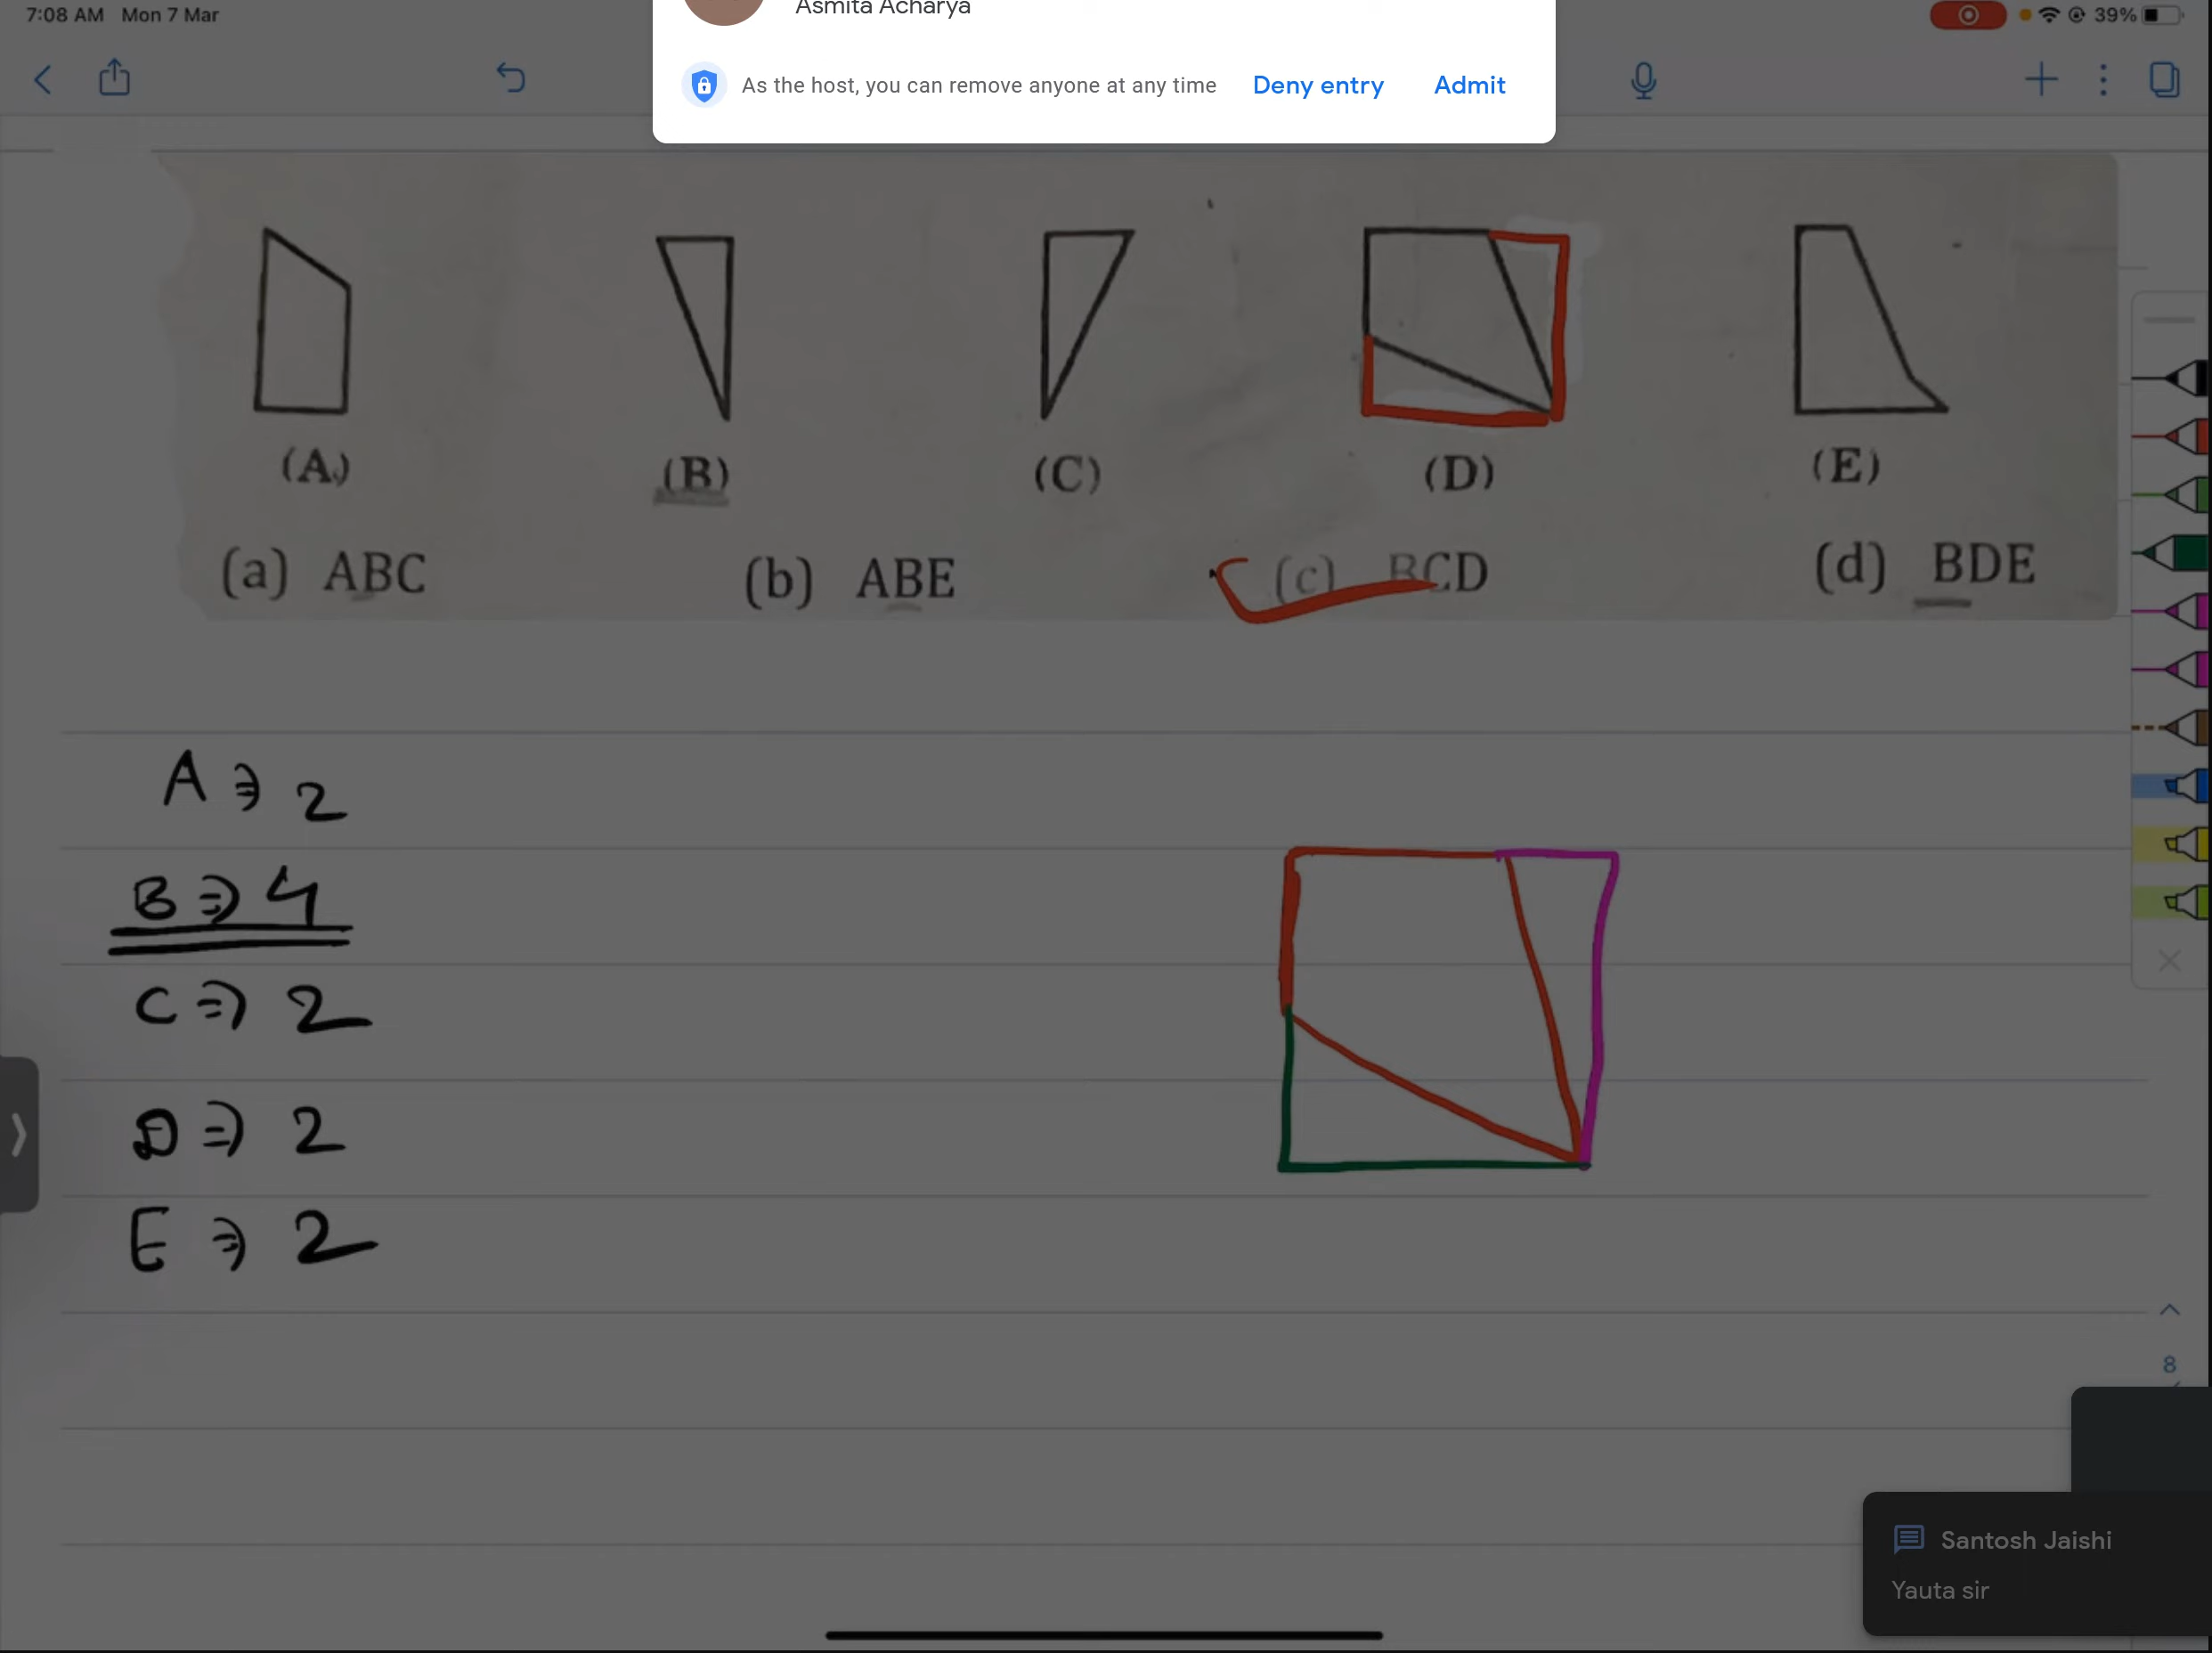 7:08 AM Mon 7 Mar
39%
Asmita Acharya
As the host, you can remove anyone at any time
Deny entry
Admit
(A) (B) (C) (D) (E)
(a) ABC (b) ABE (c) BCD (d) BDE
A ⇒ 2
B ⇒ 4
C ⇒ 2
D ⇒ 2
E ⇒ 2
8
Santosh Jaishi
Yauta sir